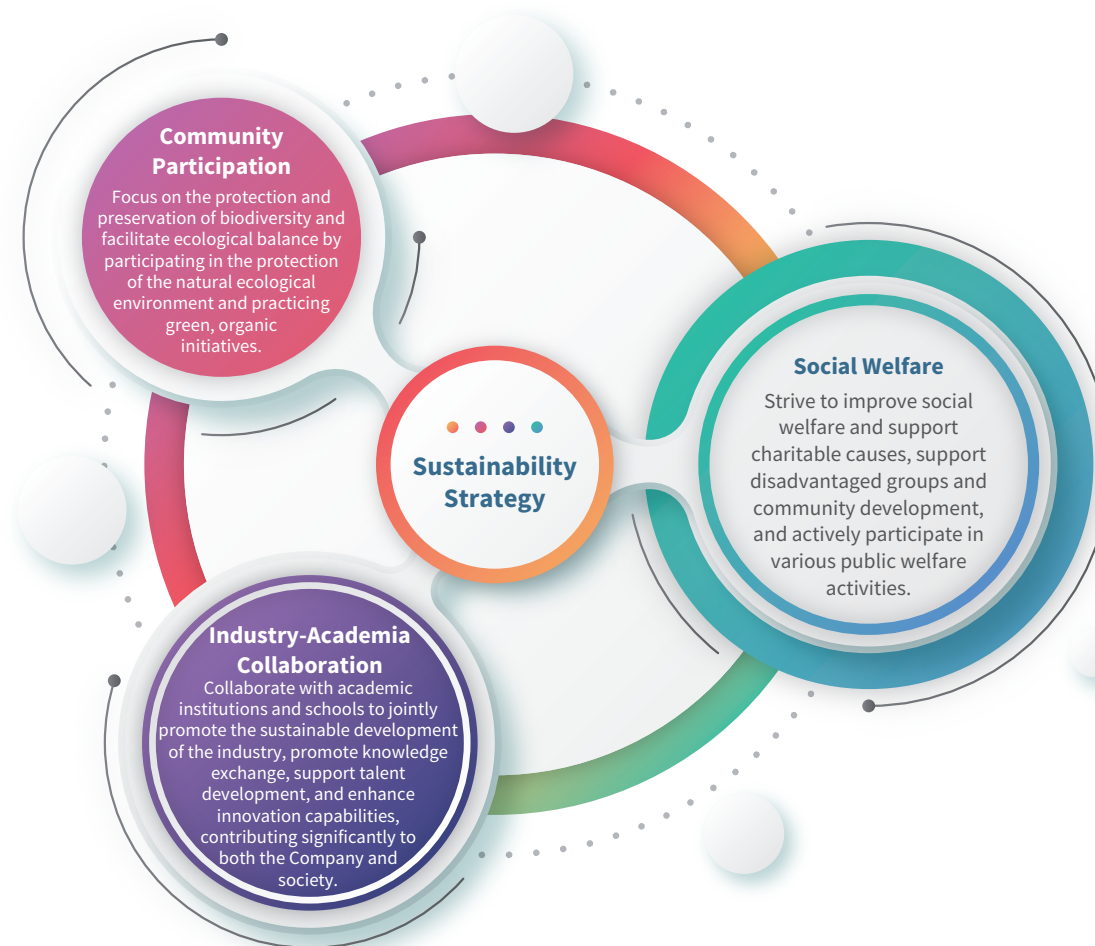 Community
Participation
Focus on the protection and
preservation of biodiversity and
facilitate ecological balance by
participating in the protection
of the natural ecological
environment and practicing
green, organic
initiatives.
Sustainability
Strategy
Social Welfare
Strive to improve social
welfare and support
charitable causes, support
disadvantaged groups and
community development,
and actively participate in
various public welfare
activities.
Industry-Academia
Collaboration
Collaborate with academic
institutions and schools to jointly
promote the sustainable development
of the industry, promote knowledge
exchange, support talent
development, and enhance
innovation capabilities,
contributing significantly to
both the Company and
society.